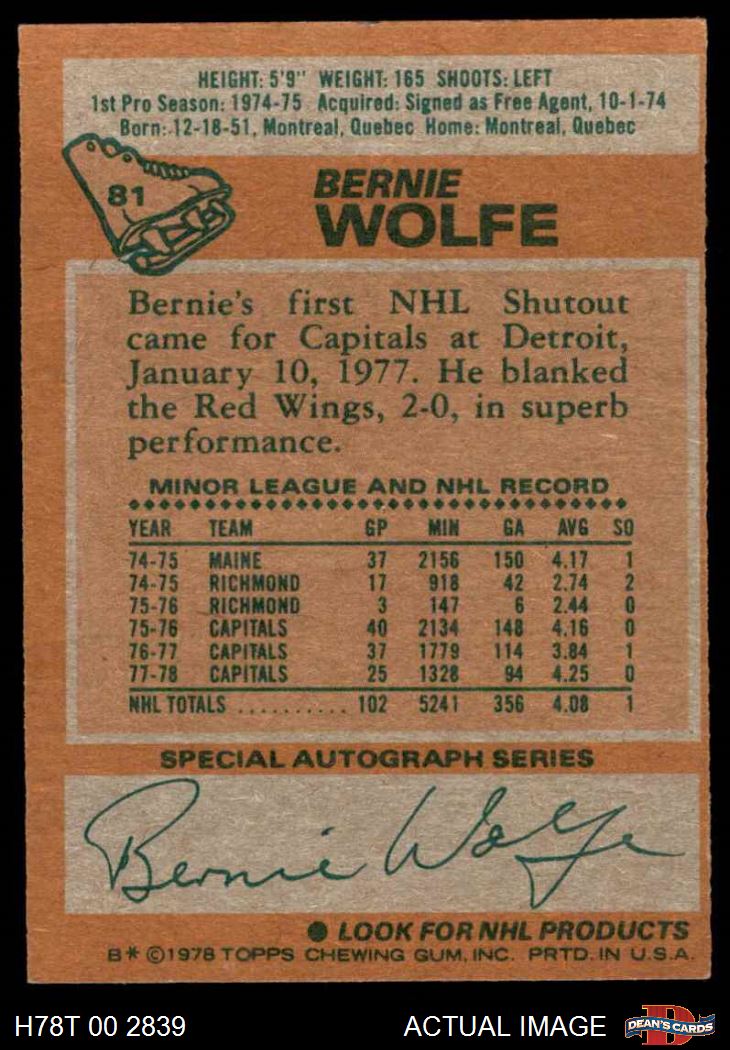 HEIGHT: 5'9" WEIGHT: 165 SHOOTS: LEFT
1st Pro Season: 1974-75 Acquired: Signed as Free Agent, 10-1-74
Born: 12-18-51, Montreal, Quebec Home: Montreal, Quebec
81
BERNIE
WOLFE
Bernie's first NHL Shutout
came for Capitals at Detroit,
January 10, 1977. He blanked
the Red Wings, 2-0, in superb
performance.
MINOR LEAGUE AND NHL RECORD
YEAR TEAM GP MIN GA AVG SO
74-75 MAINE 37 2156 150 4.17 1
74-75 RICHMOND 17 918 42 2.74 2
75-76 RICHMOND 3 147 6 2.44 0
75-76 CAPITALS 40 2134 148 4.16 0
76-77 CAPITALS 37 1779 114 3.84 1
77-78 CAPITALS 25 1328 94 4.25 0
NHL TOTALS .......... 102 5241 356 4.08 1
SPECIAL AUTOGRAPH SERIES
Bernie Wolfe
● LOOK FOR NHL PRODUCTS
B* ©1978 TOPPS CHEWING GUM, INC. PRTD. IN U.S.A.
H78T 00 2839 ACTUAL IMAGE D DEAN'S CARDS